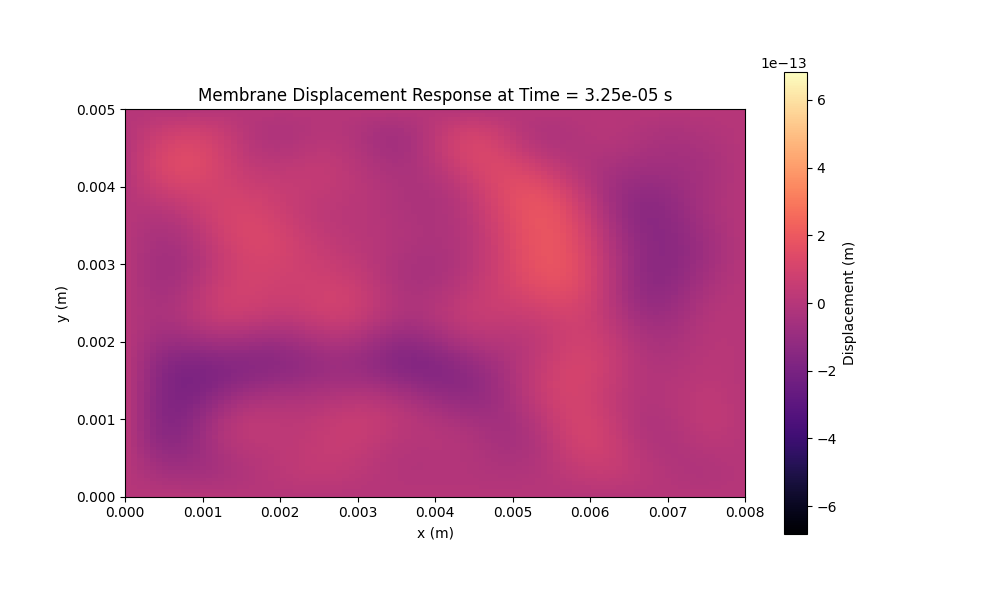 1e−13
Membrane Displacement Response at Time = 3.25e-05 s
0.005
0.004
0.003
0.002
0.001
0.000
y (m)
0.000 0.001 0.002 0.003 0.004 0.005 0.006 0.007 0.008
x (m)
6
4
2
0
−2
−4
−6
Displacement (m)